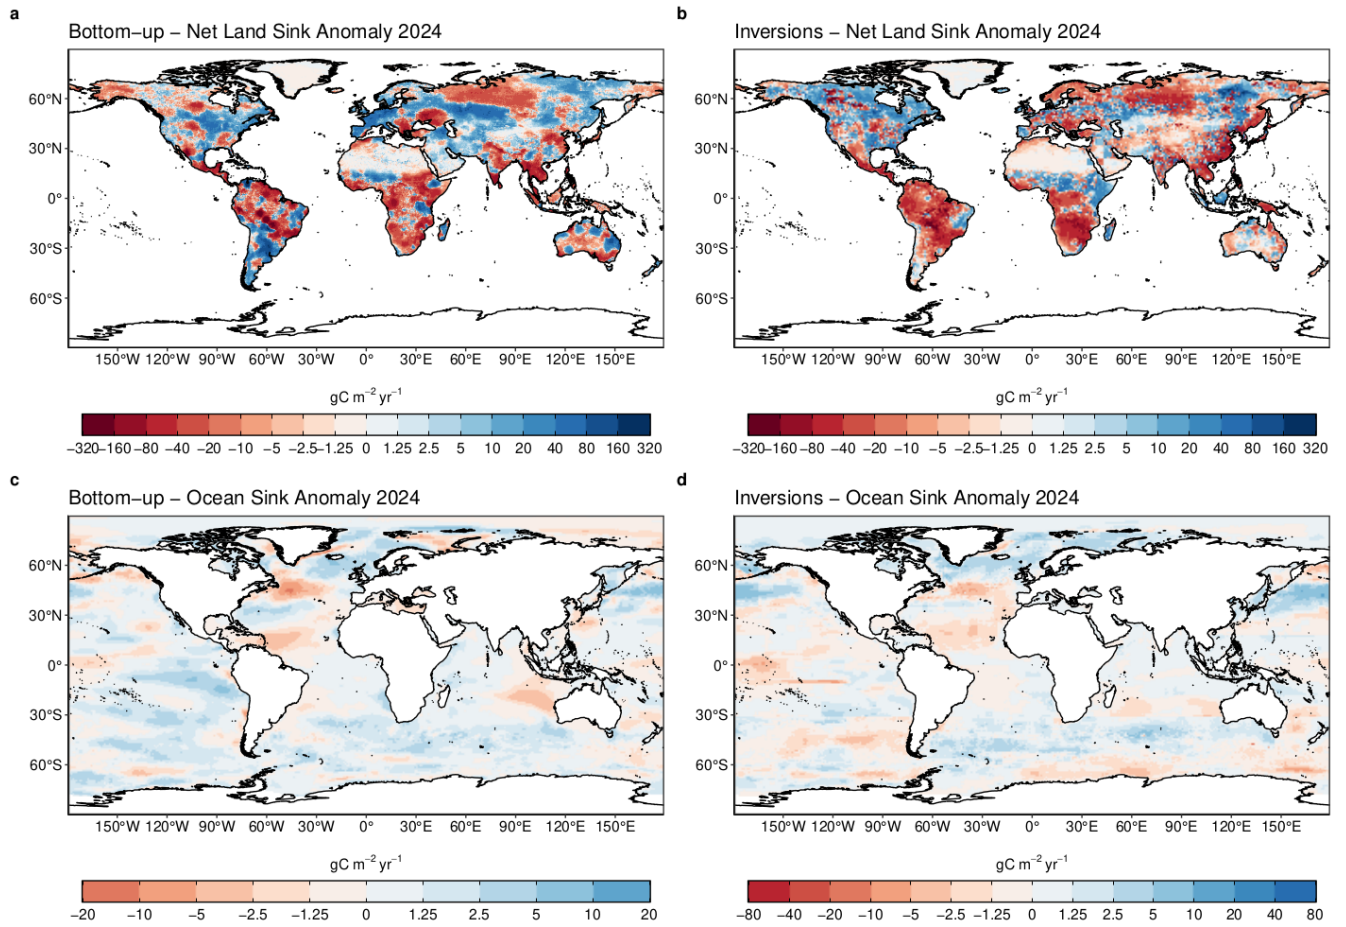 a
Bottom−up − Net Land Sink Anomaly 2024
60°N
30°N
0°
30°S
60°S
150°W 120°W 90°W 60°W 30°W 0° 30°E 60°E 90°E 120°E 150°E
gC m−2 yr−1
−320 −160 −80 −40 −20 −10 −5 −2.5 −1.25 0 1.25 2.5 5 10 20 40 80 160 320
b
Inversions − Net Land Sink Anomaly 2024
60°N
30°N
0°
30°S
60°S
150°W 120°W 90°W 60°W 30°W 0° 30°E 60°E 90°E 120°E 150°E
gC m−2 yr−1
−320 −160 −80 −40 −20 −10 −5 −2.5 −1.25 0 1.25 2.5 5 10 20 40 80 160 320
c
Bottom−up − Ocean Sink Anomaly 2024
60°N
30°N
0°
30°S
60°S
150°W 120°W 90°W 60°W 30°W 0° 30°E 60°E 90°E 120°E 150°E
gC m−2 yr−1
−20 −10 −5 −2.5 −1.25 0 1.25 2.5 5 10 20
d
Inversions − Ocean Sink Anomaly 2024
60°N
30°N
0°
30°S
60°S
150°W 120°W 90°W 60°W 30°W 0° 30°E 60°E 90°E 120°E 150°E
gC m−2 yr−1
−80 −40 −20 −10 −5 −2.5 −1.25 0 1.25 2.5 5 10 20 40 80